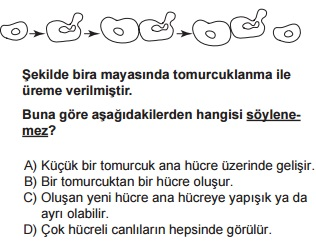 Şekilde bira mayasında tomurcuklanma ile
üreme verilmiştir.
Buna göre aşağıdakilerden hangisi söylene-
mez?
A) Küçük bir tomurcuk ana hücre üzerinde gelişir.
B) Bir tomurcuktan bir hücre oluşur.
C) Oluşan yeni hücre ana hücreye yapışık ya da
ayrı olabilir.
D) Çok hücreli canlıların hepsinde görülür.